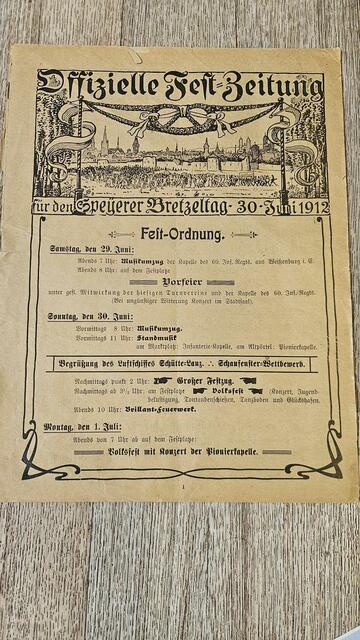 Offizielle Fest-Zeitung
für den Speyerer Bretzeltag - 30 - Juni 1912
Fest-Ordnung.
Samstag, den 29. Juni:
Abends 7 Uhr: Musikumzug der Kapelle des 60. Inf.-Regts. aus Weißenburg i. E.
Abends 8 Uhr: auf dem Festplatze
Vorfeier
unter gefl. Mitwirkung der hiesigen Turnvereine und der Kapelle des 60. Inf.-Regts.
(Bei ungünstiger Witterung Konzert im Stadtsaal).
Sonntag, den 30. Juni:
Vormittags 8 Uhr: Musikumzug.
Vormittags 11 Uhr: Standmusik
am Marktplatz: Infanterie-Kapelle, am Altpörtel: Pionierkapelle.
Begrüßung des Luftschiffes Schütte-Lanz. ∴ Schaufenster-Wettbewerb.
Nachmittags punkt 2 Uhr: Großer Festzug.
Nachmittags ab 3½ Uhr: am Festplatze Volksfest (Konzert, Jugend-
belustigung, Tontaubenschießen, Tanzboden und Glückshafen.
Abends 10 Uhr: Brillant-Feuerwerk.
Montag, den 1. Juli:
Abends von 7 Uhr ab auf dem Festplatze:
Volksfest mit Konzert der Pionierkapelle.
1